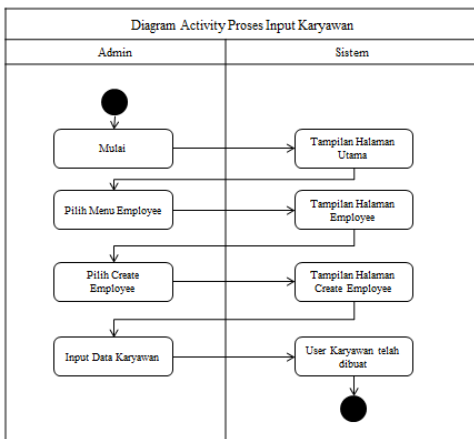 Diagram Activity Proses Input Karyawan
Admin
Sistem
Mulai
Tampilan Halaman
Utama
Pilih Menu Employee
Tampilan Halaman
Employee
Pilih Create
Employee
Tampilan Halaman
Create Employee
Input Data Karyawan
User Karyawan telah
dibuat